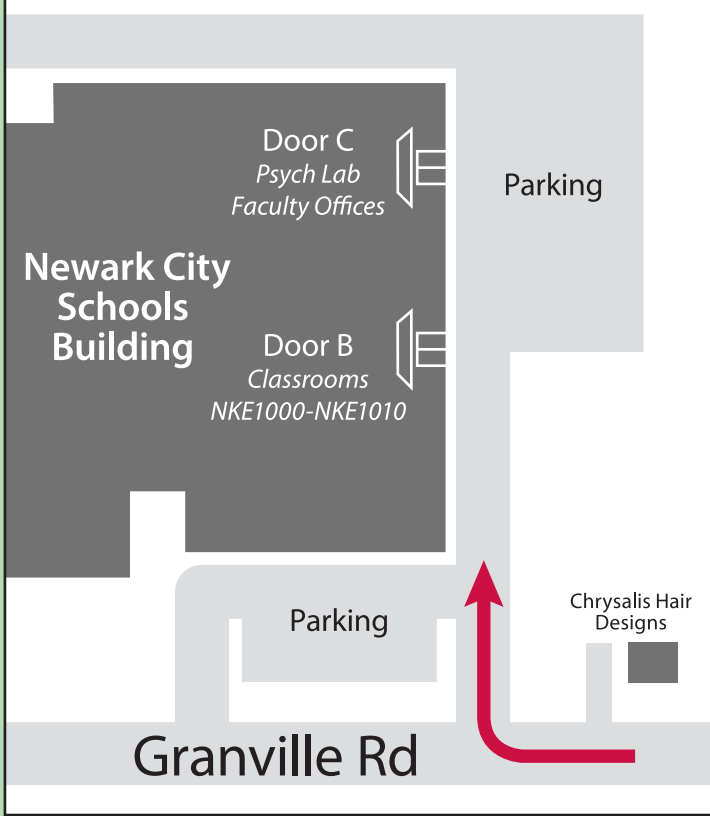 Door C
Psych Lab
Faculty Offices
Parking
Newark City
Schools
Building
Door B
Classrooms
NKE1000-NKE1010
Parking
Chrysalis Hair
Designs
Granville Rd